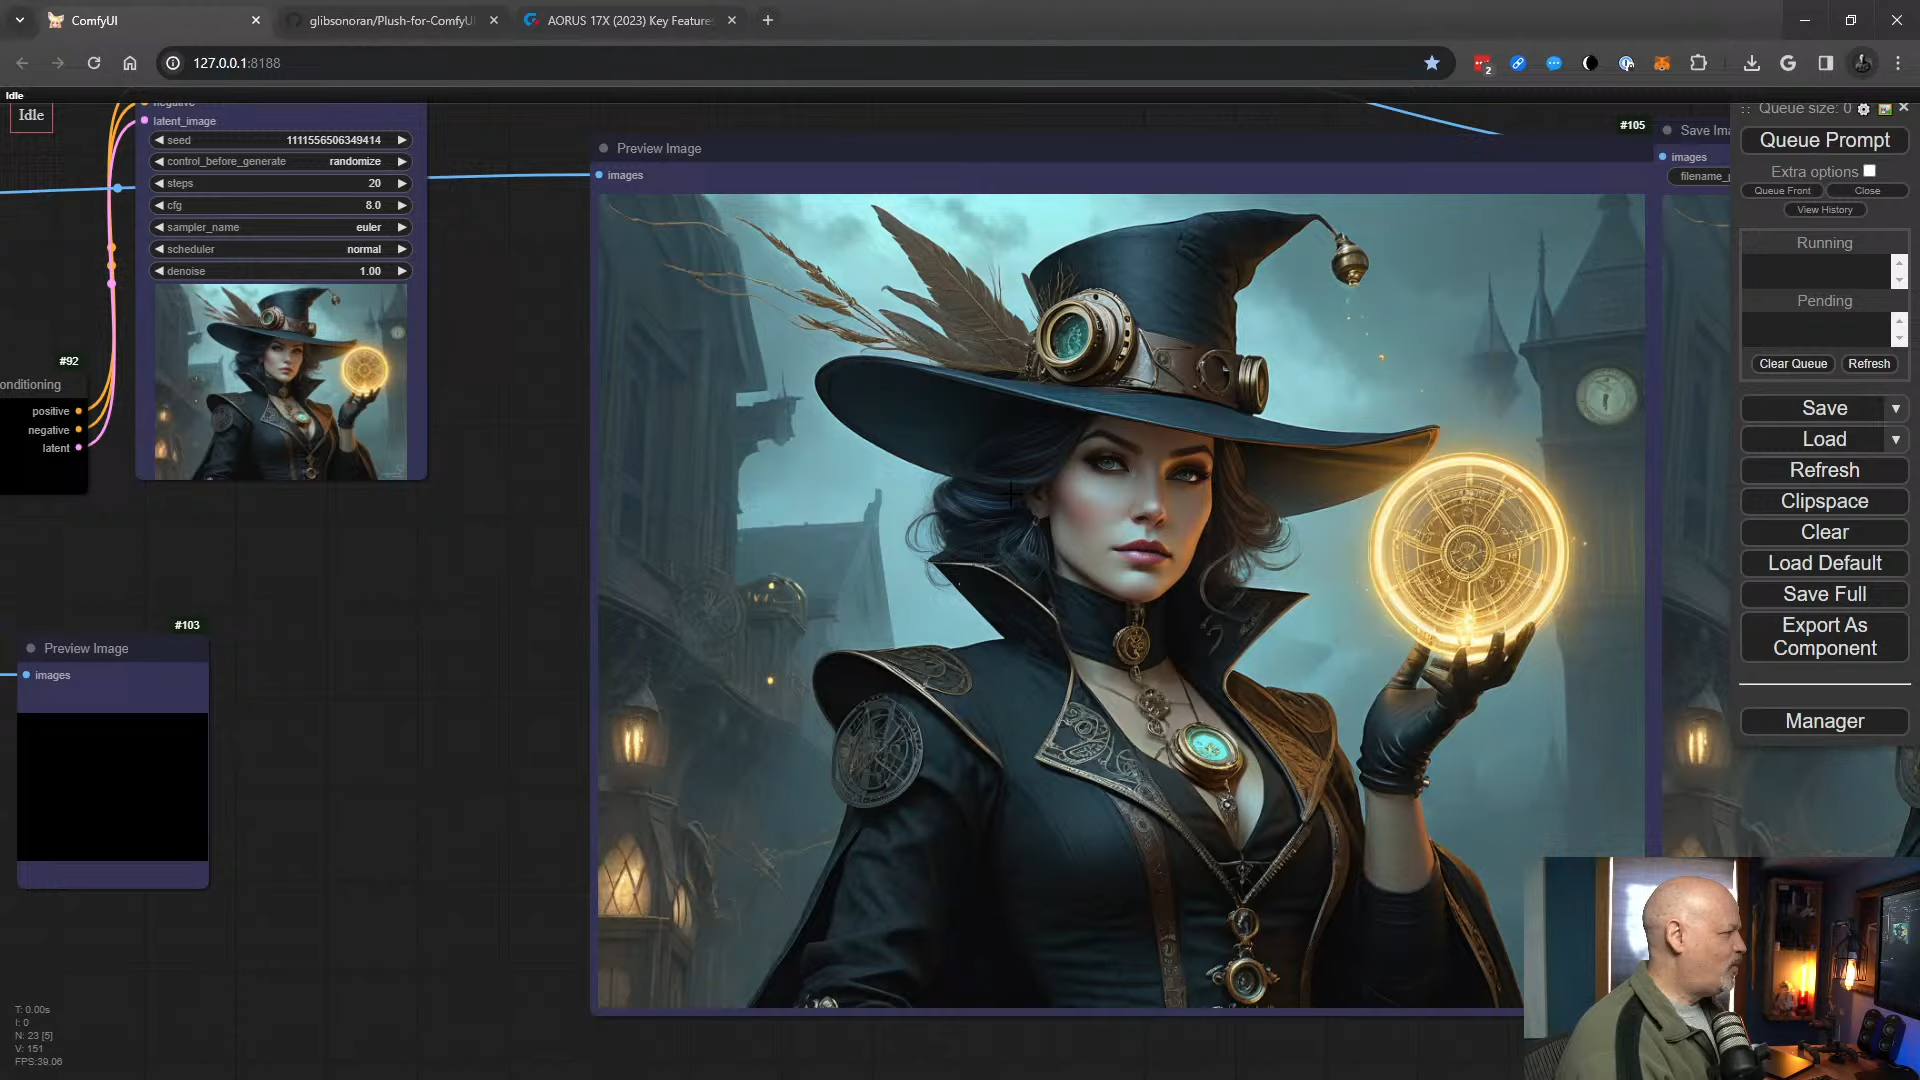 ComfyUI
glibsonoran/Plush-for-ComfyUI
AORUS 17X (2023) Key Feature
127.0.0.1:8188
2
Idle
Idle
negative
latent_image
seed 1111556506349414
control_before_generate randomize
steps 20
cfg 8.0
sampler_name euler
scheduler normal
denoise 1.00
#92
onditioning
positive
negative
latent
#103
Preview Image
images
Preview Image
images
#105
Save Ima
images
filename_p
Queue size: 0
Queue Prompt
Extra options
Queue Front
Close
View History
Running
Pending
Clear Queue
Refresh
Save
Load
Refresh
Clipspace
Clear
Load Default
Save Full
Export As
Component
Manager
T: 0.00s
I: 0
N: 23 [5]
V: 151
FPS:39.06